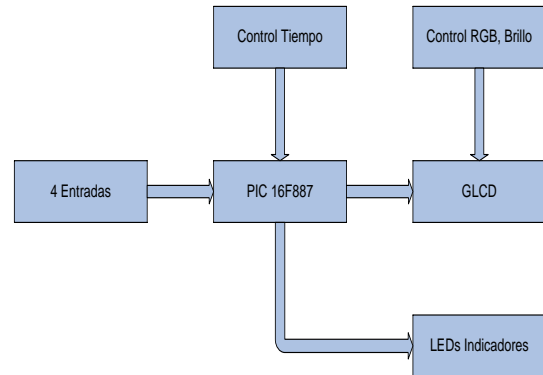 Control Tiempo
Control RGB, Brillo
4 Entradas
PIC 16F887
GLCD
LEDs Indicadores